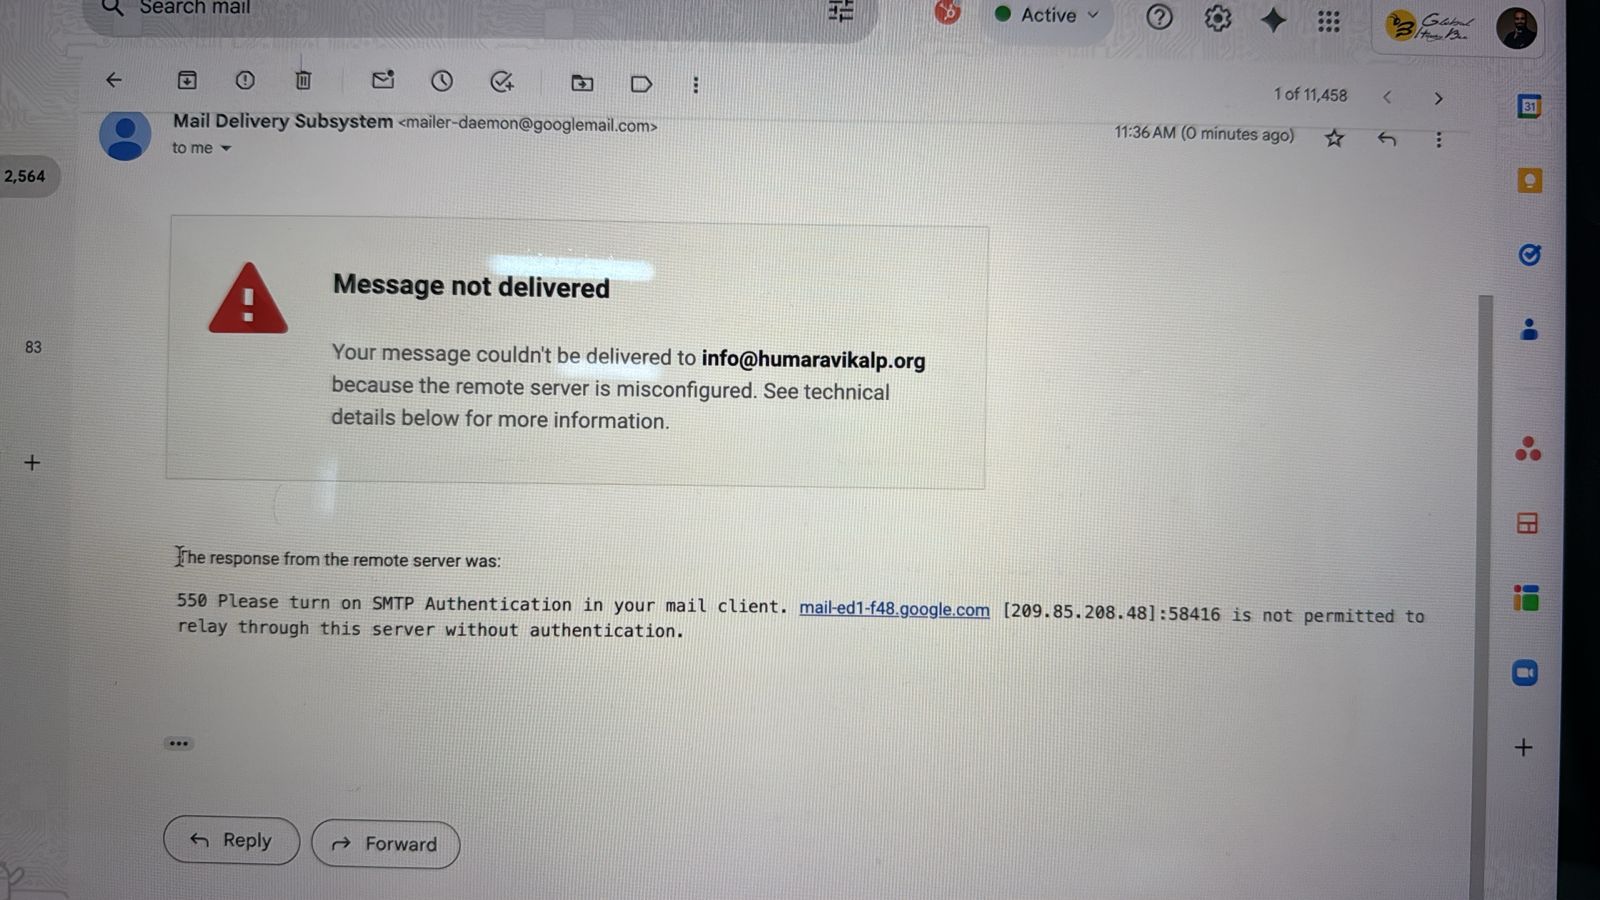 Search mail
Active
Global
1 of 11,458
Mail Delivery Subsystem <mailer-daemon@googlemail.com>
11:36 AM (0 minutes ago)
to me
2,564
31
Message not delivered
Your message couldn't be delivered to info@humaravikalp.org
because the remote server is misconfigured. See technical
details below for more information.
83
The response from the remote server was:
550 Please turn on SMTP Authentication in your mail client. mail-ed1-f48.google.com [209.85.208.48]:58416 is not permitted to
relay through this server without authentication.
Reply
Forward